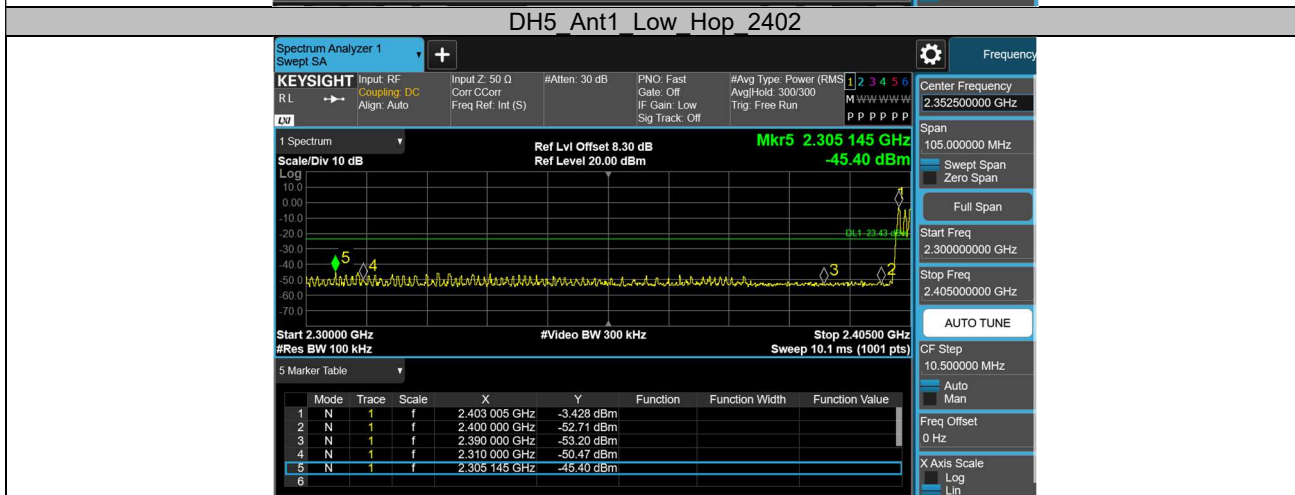 DH5_Ant1_Low_Hop_2402
Spectrum Analyzer 1
Swept SA
+
Frequency
KEYSIGHT Input: RF Input Z: 50 Ω #Atten: 30 dB PNO: Fast #Avg Type: Power (RMS 1 2 3 4 5 6
RL Coupling: DC Corr CCorr Gate: Off Avg|Hold: 300/300 M W W W W W
Align: Auto Freq Ref: Int (S) IF Gain: Low Trig: Free Run
LXI Sig Track: Off P P P P P P
Center Frequency
2.352500000 GHz
1 Spectrum Ref Lvl Offset 8.30 dB Mkr5 2.305 145 GHz
Scale/Div 10 dB Ref Level 20.00 dBm -45.40 dBm
Span
105.000000 MHz
Swept Span
Zero Span
Log
10.0
0.00
-10.0
-20.0
-30.0
-40.0
-50.0
-60.0
-70.0
1
DL1 -23.43 dBm
5
4
3
2
Full Span
Start Freq
2.300000000 GHz
Stop Freq
2.405000000 GHz
AUTO TUNE
Start 2.30000 GHz #Video BW 300 kHz Stop 2.40500 GHz
#Res BW 100 kHz Sweep 10.1 ms (1001 pts)
CF Step
10.500000 MHz
Auto
Man
Freq Offset
0 Hz
X Axis Scale
Log
Lin
5 Marker Table
Mode Trace Scale X Y Function Function Width Function Value
1 N 1 f 2.403 005 GHz -3.428 dBm
2 N 1 f 2.400 000 GHz -52.71 dBm
3 N 1 f 2.390 000 GHz -53.20 dBm
4 N 1 f 2.310 000 GHz -50.47 dBm
5 N 1 f 2.305 145 GHz -45.40 dBm
6